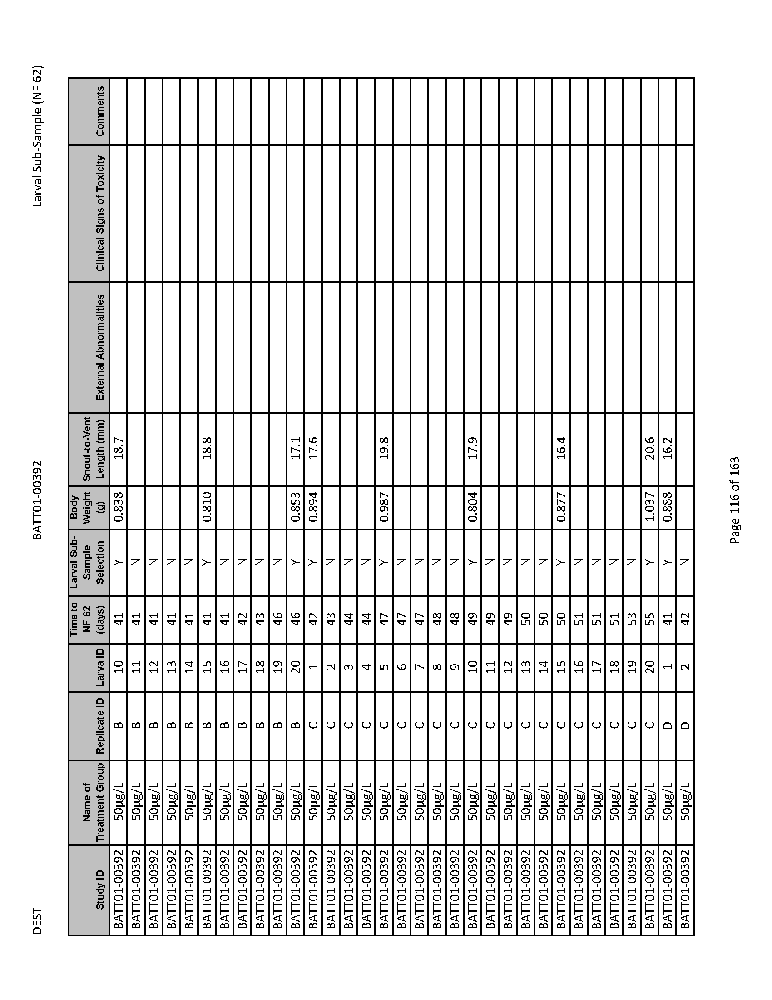 DEST BATT01-00392 Larval Sub-Sample (NF 62)
Study ID Name of Treatment Group Replicate ID Larva ID Time to NF 62 (days) Larval Sub-Sample Selection Body Weight (g) Snout-to-Vent Length (mm) External Abnormalities Clinical Signs of Toxicity Comments
BATT01-00392 50µg/L B 10 41 Y 0.838 18.7
BATT01-00392 50µg/L B 11 41 N
BATT01-00392 50µg/L B 12 41 N
BATT01-00392 50µg/L B 13 41 N
BATT01-00392 50µg/L B 14 41 N
BATT01-00392 50µg/L B 15 41 Y 0.810 18.8
BATT01-00392 50µg/L B 16 41 N
BATT01-00392 50µg/L B 17 42 N
BATT01-00392 50µg/L B 18 43 N
BATT01-00392 50µg/L B 19 46 N
BATT01-00392 50µg/L B 20 46 Y 0.853 17.1
BATT01-00392 50µg/L C 1 42 Y 0.894 17.6
BATT01-00392 50µg/L C 2 43 N
BATT01-00392 50µg/L C 3 44 N
BATT01-00392 50µg/L C 4 44 N
BATT01-00392 50µg/L C 5 47 Y 0.987 19.8
BATT01-00392 50µg/L C 6 47 N
BATT01-00392 50µg/L C 7 47 N
BATT01-00392 50µg/L C 8 48 N
BATT01-00392 50µg/L C 9 48 N
BATT01-00392 50µg/L C 10 49 Y 0.804 17.9
BATT01-00392 50µg/L C 11 49 N
BATT01-00392 50µg/L C 12 49 N
BATT01-00392 50µg/L C 13 50 N
BATT01-00392 50µg/L C 14 50 N
BATT01-00392 50µg/L C 15 50 Y 0.877 16.4
BATT01-00392 50µg/L C 16 51 N
BATT01-00392 50µg/L C 17 51 N
BATT01-00392 50µg/L C 18 51 N
BATT01-00392 50µg/L C 19 53 N
BATT01-00392 50µg/L C 20 55 Y 1.037 20.6
BATT01-00392 50µg/L D 1 41 Y 0.888 16.2
BATT01-00392 50µg/L D 2 42 N
Page 116 of 163